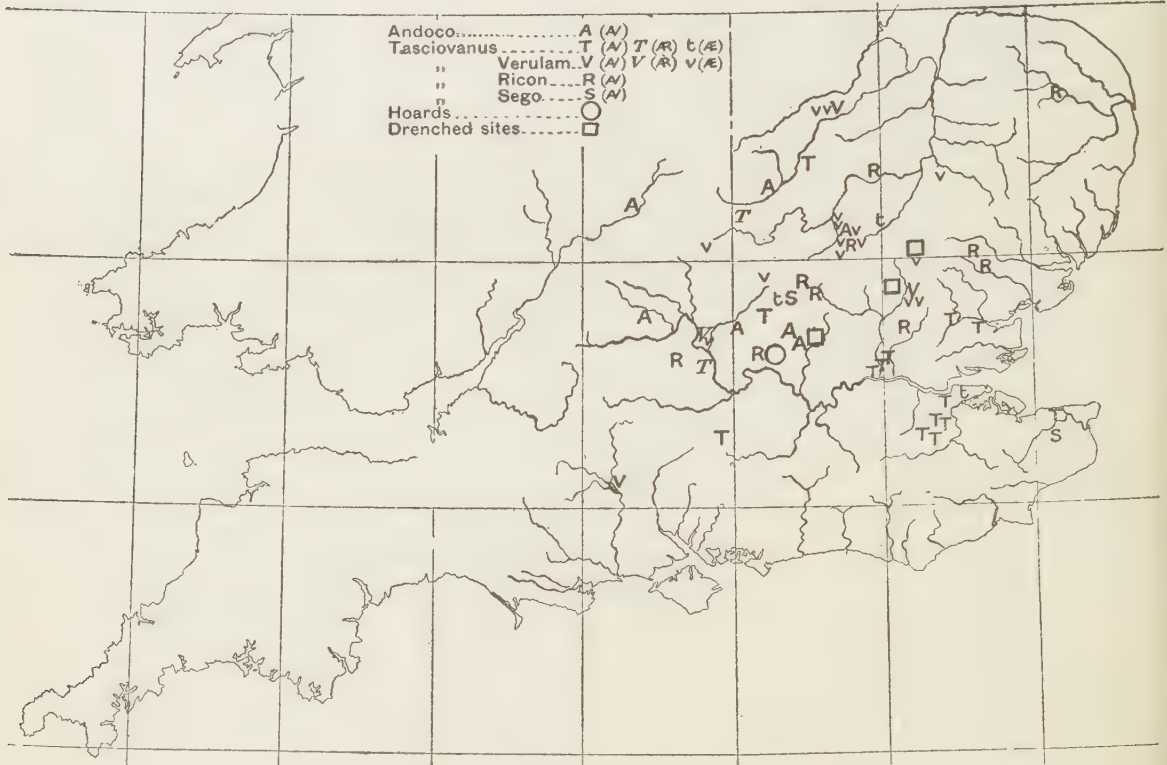 Andoco............ A (AV)
Tasciovanus............ T (AV) T (AR) t (Æ)
„ Verulam.. V (AV) V (AR) v (Æ)
„ Ricon..... R (AV)
„ Sego..... S (AV)
Hoards............
Drenched sites............
R
v v V
T
R
v
A
A
T
v
t
v A v
v R v
v
v
v
R
R
v
R
R
t S
V
v v
T
A
V
v
A
A
A
R
T
T
R
T
R
T
T
T T
t
T
T T
T T
T
S
V